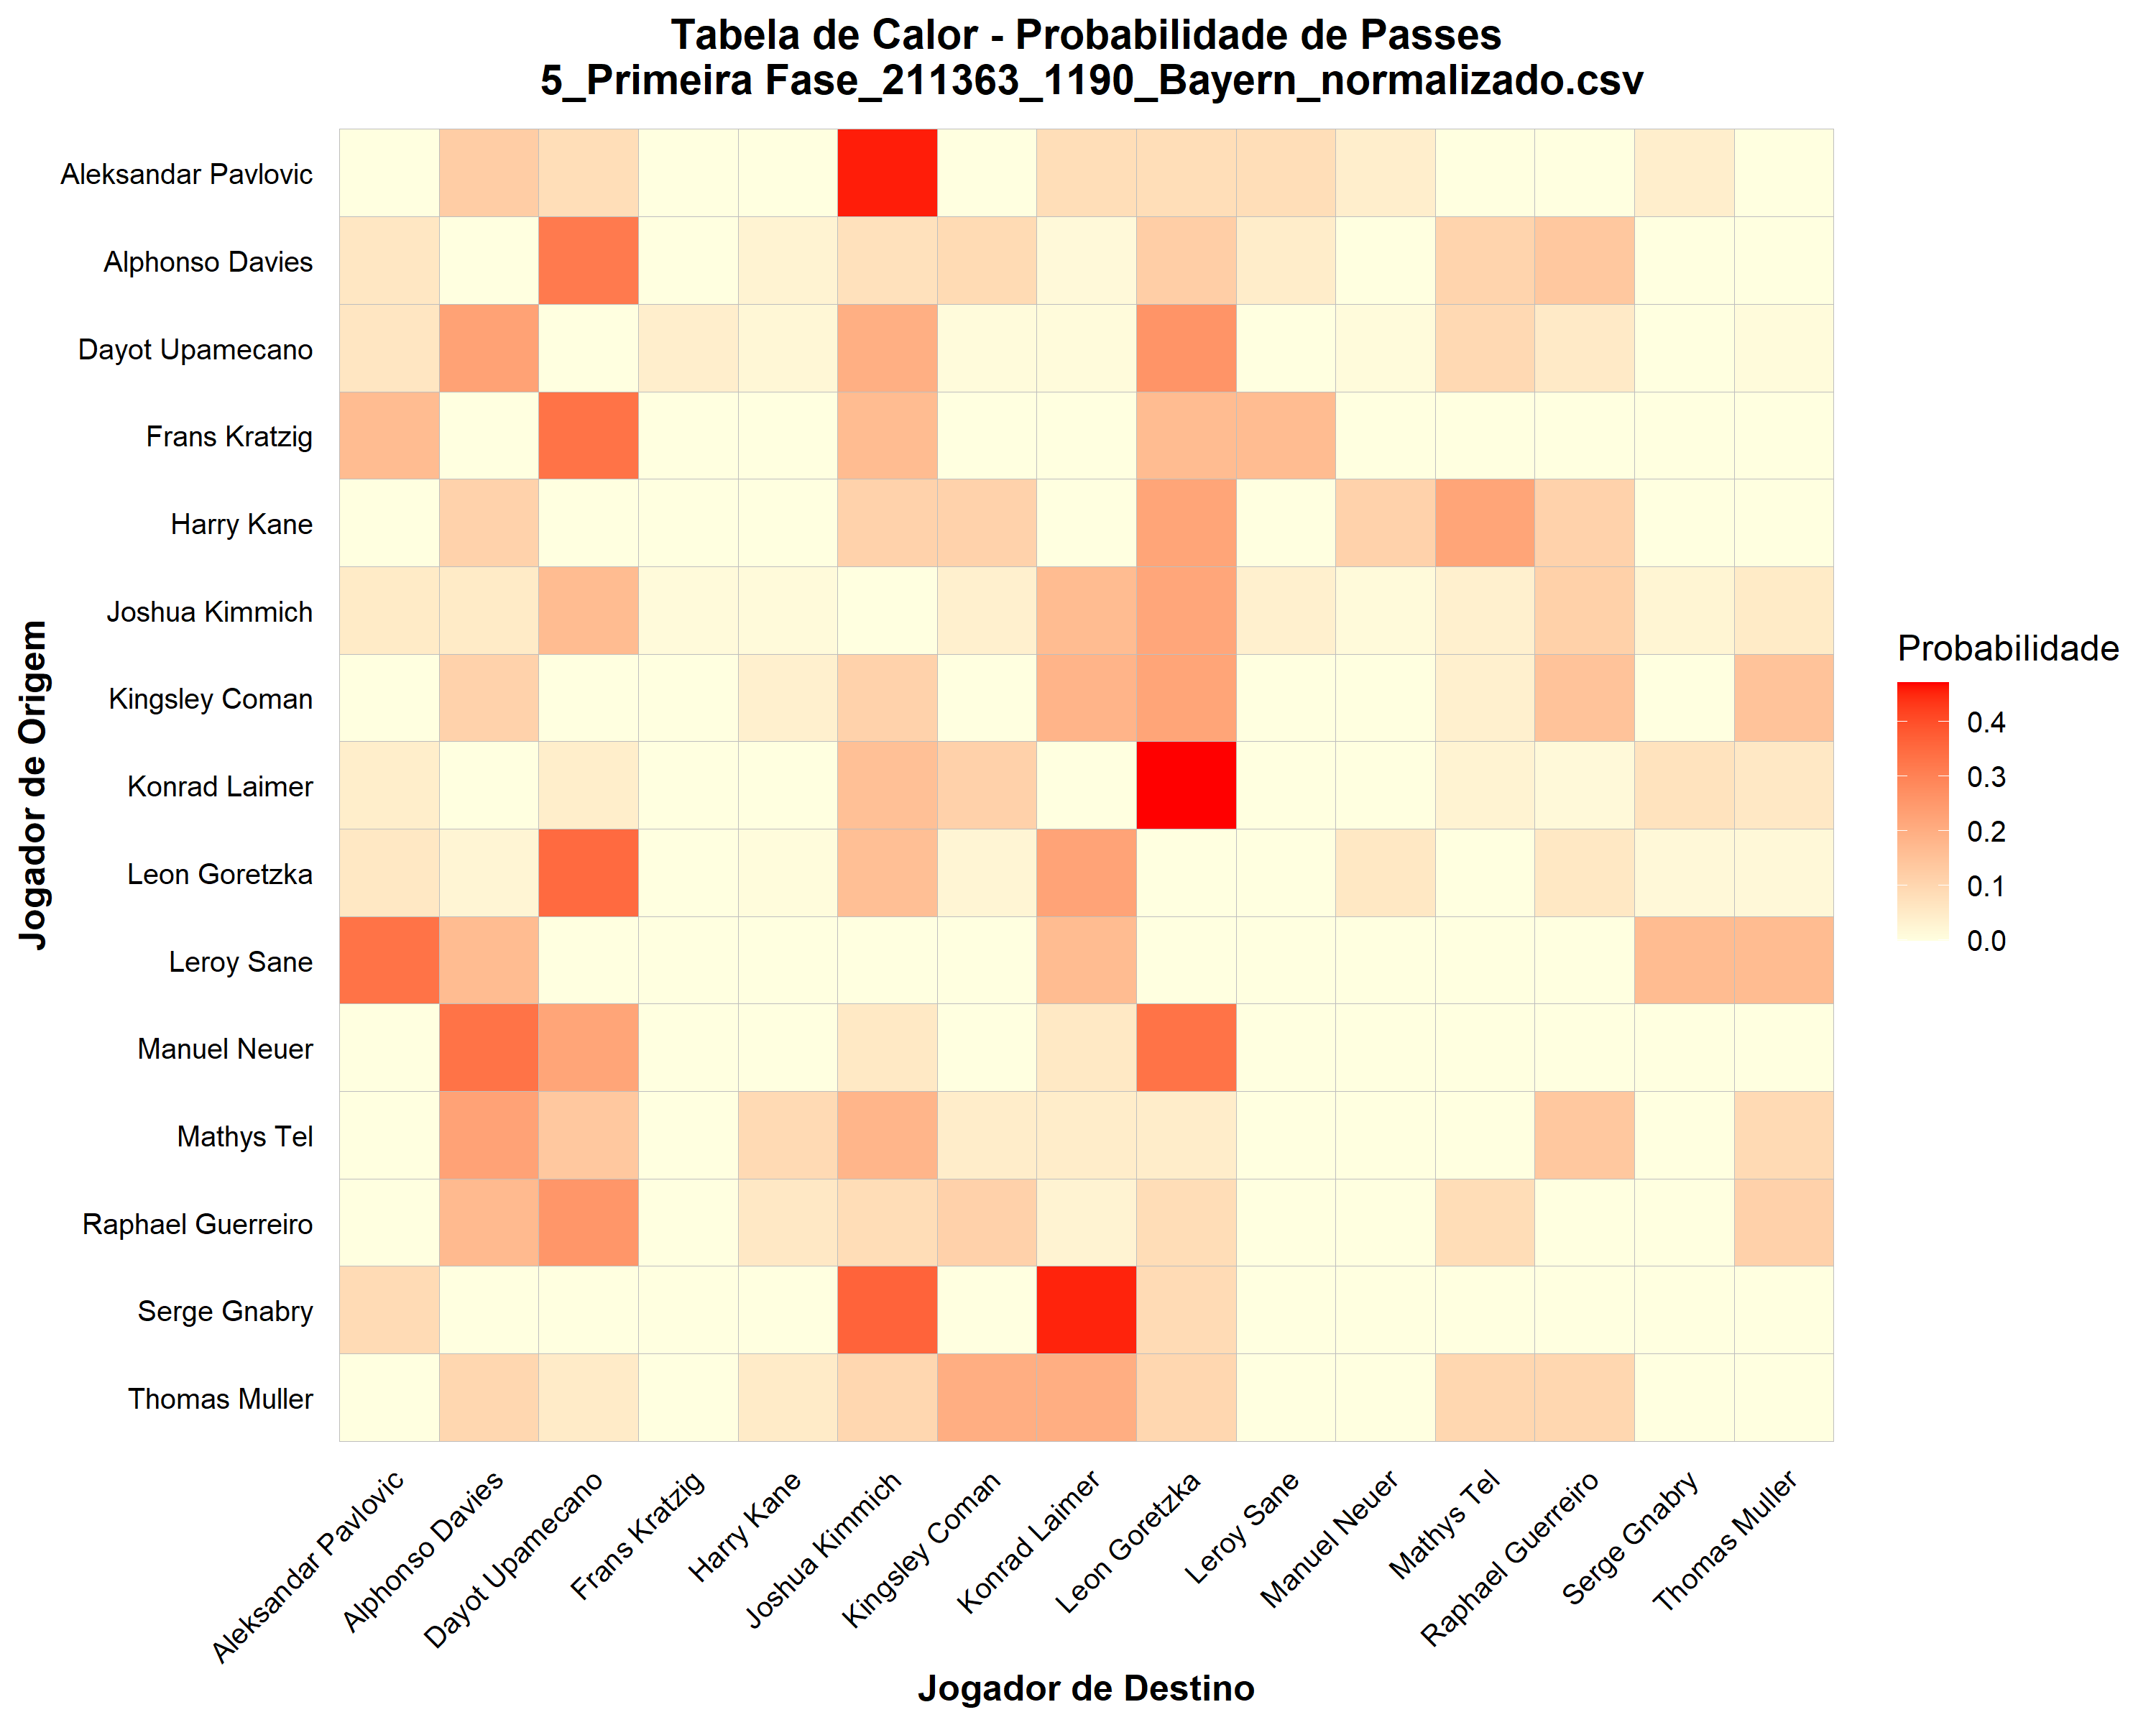 Tabela de Calor - Probabilidade de Passes
5_Primeira Fase_211363_1190_Bayern_normalizado.csv
Jogador de Origem
Aleksandar Pavlovic
Alphonso Davies
Dayot Upamecano
Frans Kratzig
Harry Kane
Joshua Kimmich
Kingsley Coman
Konrad Laimer
Leon Goretzka
Leroy Sane
Manuel Neuer
Mathys Tel
Raphael Guerreiro
Serge Gnabry
Thomas Muller
Aleksandar Pavlovic
Alphonso Davies
Dayot Upamecano
Frans Kratzig
Harry Kane
Joshua Kimmich
Kingsley Coman
Konrad Laimer
Leon Goretzka
Leroy Sane
Manuel Neuer
Mathys Tel
Raphael Guerreiro
Serge Gnabry
Thomas Muller
Jogador de Destino
Probabilidade
0.4
0.3
0.2
0.1
0.0